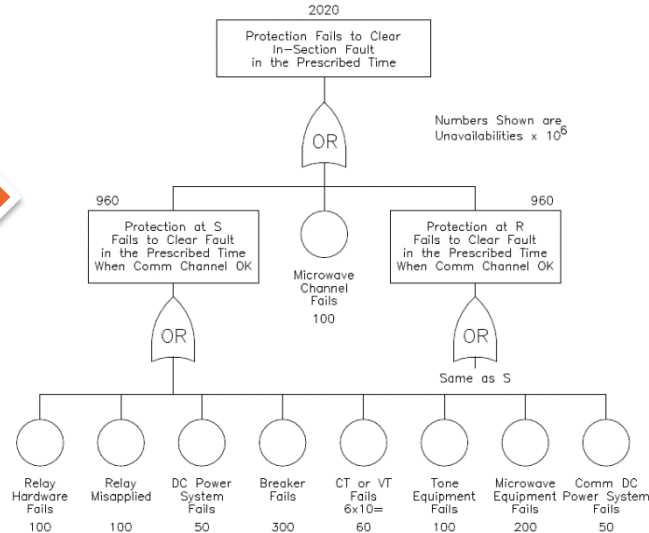 2020
Protection Fails to Clear
In-Section Fault
in the Prescribed Time
OR
Numbers Shown are
Unavailabilities x 10⁶
960
Protection at S
Fails to Clear Fault
in the Prescribed Time
When Comm Channel OK
Microwave
Channel
Fails
100
960
Protection at R
Fails to Clear Fault
in the Prescribed Time
When Comm Channel OK
OR
OR
Same as S
Relay
Hardware
Fails
100
Relay
Misapplied
100
DC Power
System
Fails
50
Breaker
Fails
300
CT or VT
Fails
6x10=
60
Tone
Equipment
Fails
100
Microwave
Equipment
Fails
200
Comm DC
Power System
Fails
50